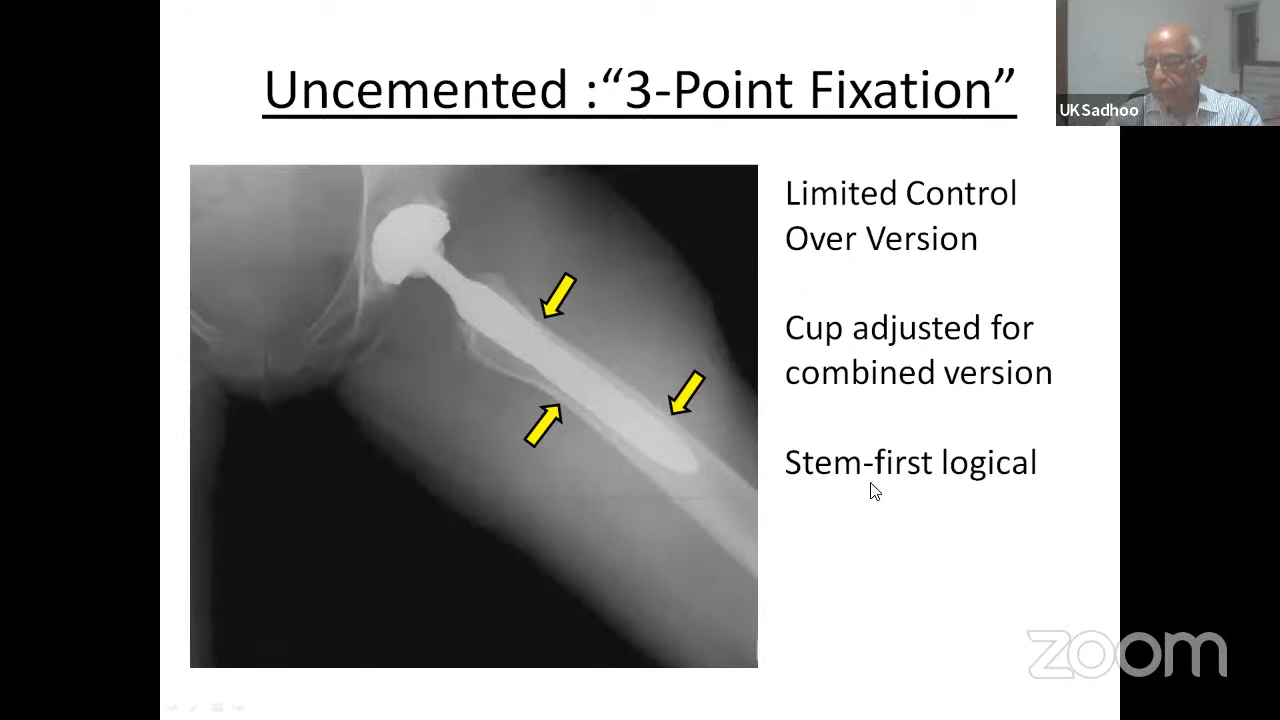 Uncemented :“3-Point Fixation”
UKSadhoo
Limited Control
Over Version
Cup adjusted for
combined version
Stem-first logical
zoom